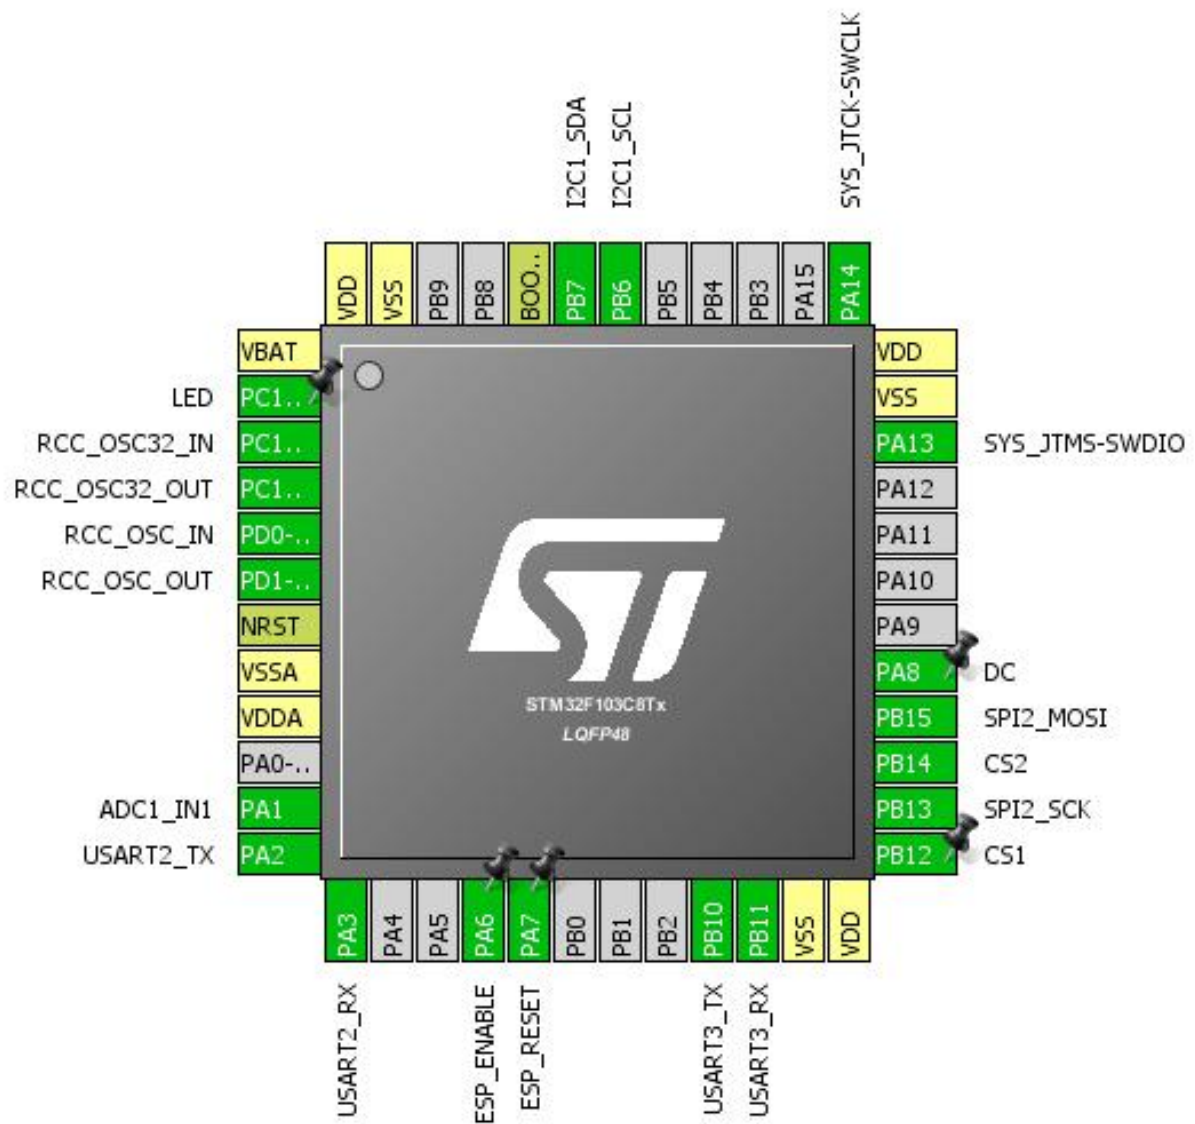 I2C1_SDA
I2C1_SCL
SYS_JTCK-SWCLK
VDD
VSS
PB9
PB8
BOO..
PB7
PB6
PB5
PB4
PB3
PA15
PA14
VBAT
LED PC1..
RCC_OSC32_IN PC1..
RCC_OSC32_OUT PC1..
RCC_OSC_IN PD0-..
RCC_OSC_OUT PD1-..
NRST
VSSA
VDDA
PA0-..
ADC1_IN1 PA1
USART2_TX PA2
VDD
VSS
PA13 SYS_JTMS-SWDIO
PA12
PA11
PA10
PA9
PA8 DC
PB15 SPI2_MOSI
PB14 CS2
PB13 SPI2_SCK
PB12 CS1
ST
STM32F103C8Tx
LQFP48
PA3
PA4
PA5
PA6
PA7
PB0
PB1
PB2
PB10
PB11
VSS
VDD
USART2_RX
ESP_ENABLE
ESP_RESET
USART3_TX
USART3_RX